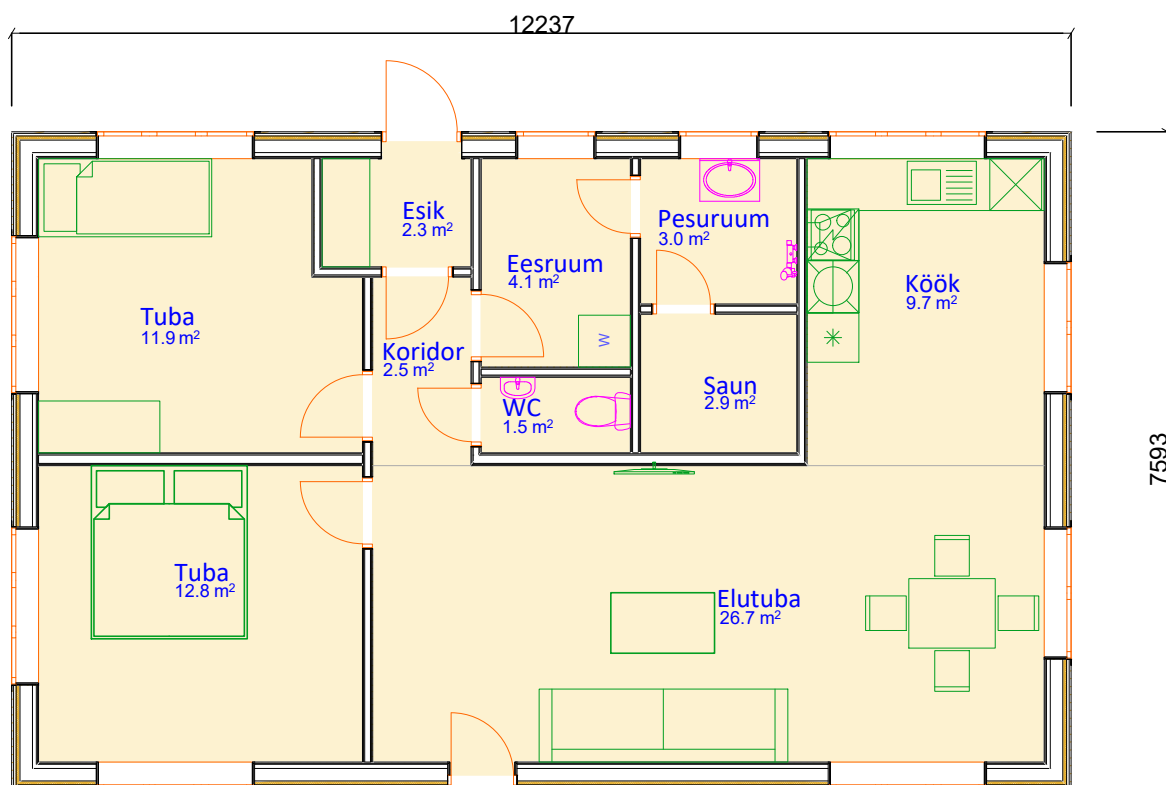 12237
Esik
2.3 m²
Pesuruum
3.0 m²
Eesruum
4.1 m²
Köök
9.7 m²
Tuba
11.9 m²
Koridor
2.5 m²
W
Saun
2.9 m²
WC
1.5 m²
7593
Tuba
12.8 m²
Elutuba
26.7 m²